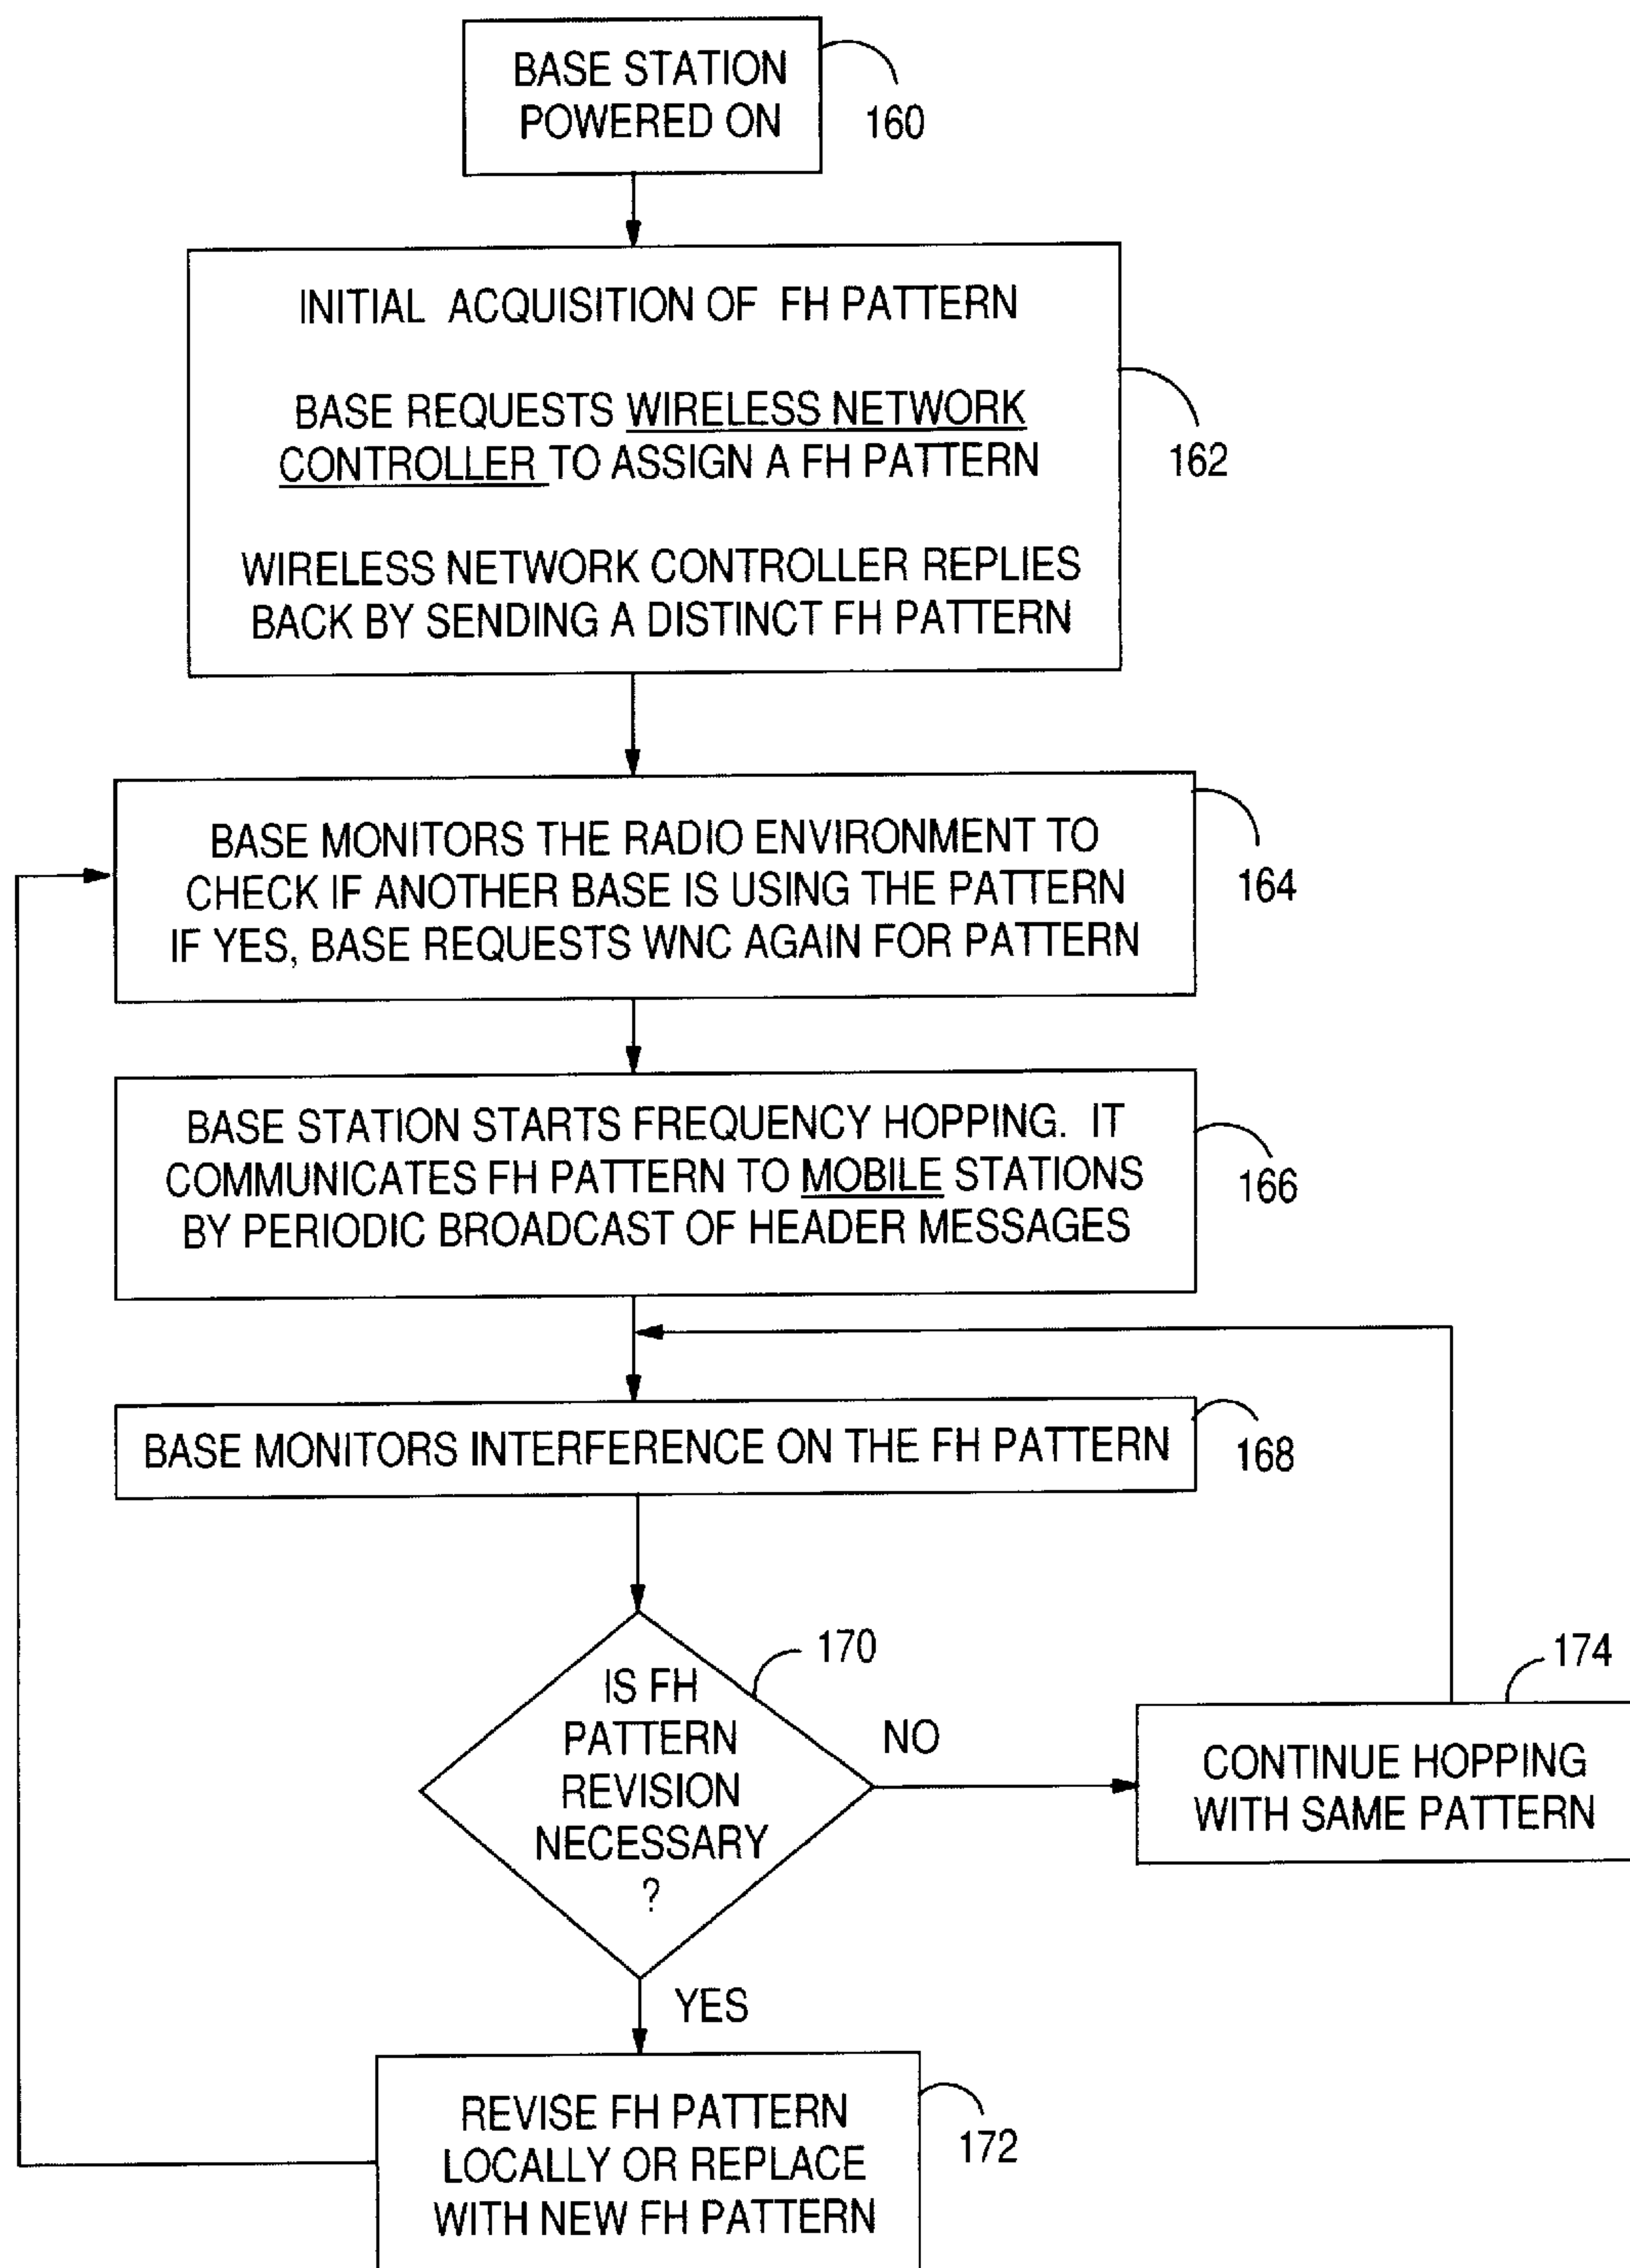 BASE STATION
POWERED ON
160
INITIAL ACQUISITION OF FH PATTERN
BASE REQUESTS WIRELESS NETWORK
CONTROLLER TO ASSIGN A FH PATTERN
WIRELESS NETWORK CONTROLLER REPLIES
BACK BY SENDING A DISTINCT FH PATTERN
162
BASE MONITORS THE RADIO ENVIRONMENT TO
CHECK IF ANOTHER BASE IS USING THE PATTERN
IF YES, BASE REQUESTS WNC AGAIN FOR PATTERN
164
BASE STATION STARTS FREQUENCY HOPPING. IT
COMMUNICATES FH PATTERN TO MOBILE STATIONS
BY PERIODIC BROADCAST OF HEADER MESSAGES
166
BASE MONITORS INTERFERENCE ON THE FH PATTERN
168
IS FH
PATTERN
REVISION
NECESSARY
?
170
NO
CONTINUE HOPPING
WITH SAME PATTERN
174
YES
REVISE FH PATTERN
LOCALLY OR REPLACE
WITH NEW FH PATTERN
172